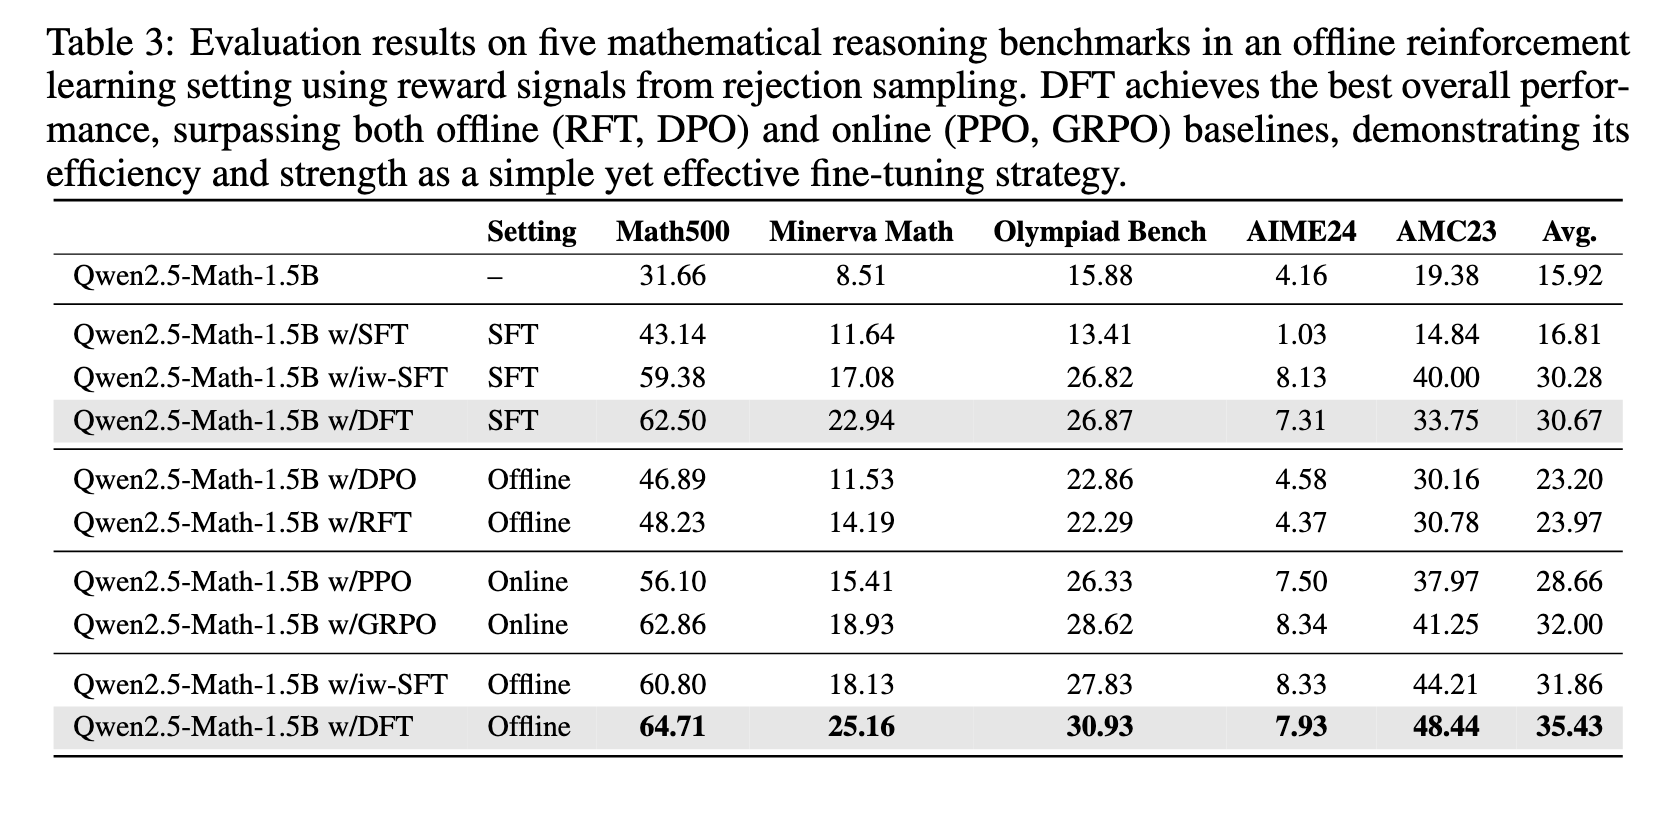 Table 3: Evaluation results on five mathematical reasoning benchmarks in an offline reinforcement
learning setting using reward signals from rejection sampling. DFT achieves the best overall perfor-
mance, surpassing both offline (RFT, DPO) and online (PPO, GRPO) baselines, demonstrating its
efficiency and strength as a simple yet effective fine-tuning strategy.
Setting Math500 Minerva Math Olympiad Bench AIME24 AMC23 Avg.
Qwen2.5-Math-1.5B – 31.66 8.51 15.88 4.16 19.38 15.92
Qwen2.5-Math-1.5B w/SFT SFT 43.14 11.64 13.41 1.03 14.84 16.81
Qwen2.5-Math-1.5B w/iw-SFT SFT 59.38 17.08 26.82 8.13 40.00 30.28
Qwen2.5-Math-1.5B w/DFT SFT 62.50 22.94 26.87 7.31 33.75 30.67
Qwen2.5-Math-1.5B w/DPO Offline 46.89 11.53 22.86 4.58 30.16 23.20
Qwen2.5-Math-1.5B w/RFT Offline 48.23 14.19 22.29 4.37 30.78 23.97
Qwen2.5-Math-1.5B w/PPO Online 56.10 15.41 26.33 7.50 37.97 28.66
Qwen2.5-Math-1.5B w/GRPO Online 62.86 18.93 28.62 8.34 41.25 32.00
Qwen2.5-Math-1.5B w/iw-SFT Offline 60.80 18.13 27.83 8.33 44.21 31.86
Qwen2.5-Math-1.5B w/DFT Offline 64.71 25.16 30.93 7.93 48.44 35.43